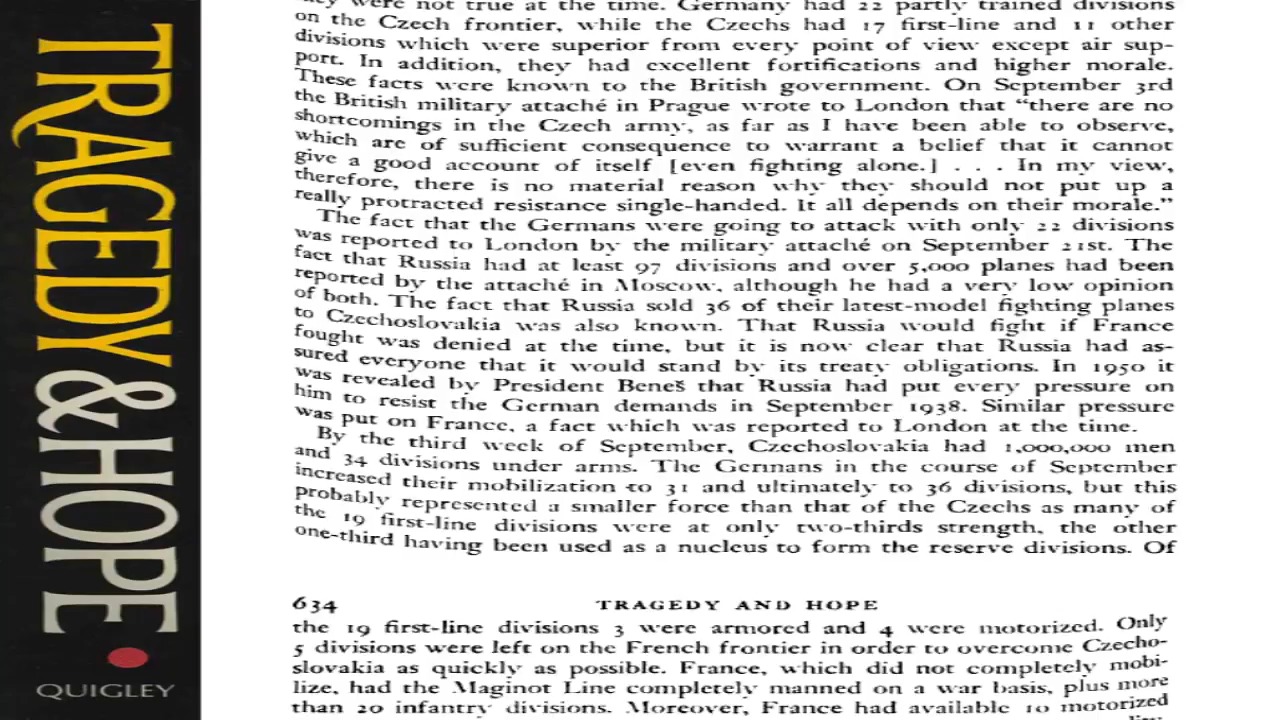 TRAGEDY & HOPE
QUIGLEY
were not true at the time. Germany had 22 partly trained divisions
on the Czech frontier, while the Czechs had 17 first-line and 11 other
divisions which were superior from every point of view except air sup-
port. In addition, they had excellent fortifications and higher morale.
These facts were known to the British government. On September 3rd
the British military attaché in Prague wrote to London that "there are no
shortcomings in the Czech army, as far as I have been able to observe,
which are of sufficient consequence to warrant a belief that it cannot
give a good account of itself [even fighting alone.] . . . In my view,
therefore, there is no material reason why they should not put up a
really protracted resistance single-handed. It all depends on their morale."
The fact that the Germans were going to attack with only 22 divisions
was reported to London by the military attaché on September 21st. The
fact that Russia had at least 97 divisions and over 5,000 planes had been
reported by the attaché in Moscow, although he had a very low opinion
of both. The fact that Russia sold 36 of their latest-model fighting planes
to Czechoslovakia was also known. That Russia would fight if France
fought was denied at the time, but it is now clear that Russia had as-
sured everyone that it would stand by its treaty obligations. In 1950 it
was revealed by President Beneš that Russia had put every pressure on
him to resist the German demands in September 1938. Similar pressure
was put on France, a fact which was reported to London at the time.
By the third week of September, Czechoslovakia had 1,000,000 men
and 34 divisions under arms. The Germans in the course of September
increased their mobilization to 31 and ultimately to 36 divisions, but this
probably represented a smaller force than that of the Czechs as many of
the 19 first-line divisions were at only two-thirds strength, the other
one-third having been used as a nucleus to form the reserve divisions. Of
634 TRAGEDY AND HOPE
the 19 first-line divisions 3 were armored and 4 were motorized. Only
5 divisions were left on the French frontier in order to overcome Czecho-
slovakia as quickly as possible. France, which did not completely mobi-
lize, had the Maginot Line completely manned on a war basis, plus more
than 20 infantry divisions. Moreover, France had available 10 motorized